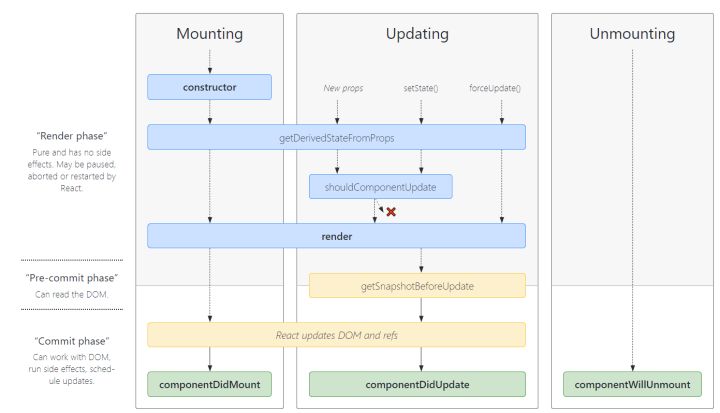 Mounting
Updating
Unmounting
constructor
New props
setState()
forceUpdate()
"Render phase"
Pure and has no side
effects. May be paused,
aborted or restarted by
React.
getDerivedStateFromProps
shouldComponentUpdate
render
"Pre-commit phase"
Can read the DOM.
getSnapshotBeforeUpdate
"Commit phase"
Can work with DOM,
run side effects, sched-
ule updates.
React updates DOM and refs
componentDidMount
componentDidUpdate
componentWillUnmount